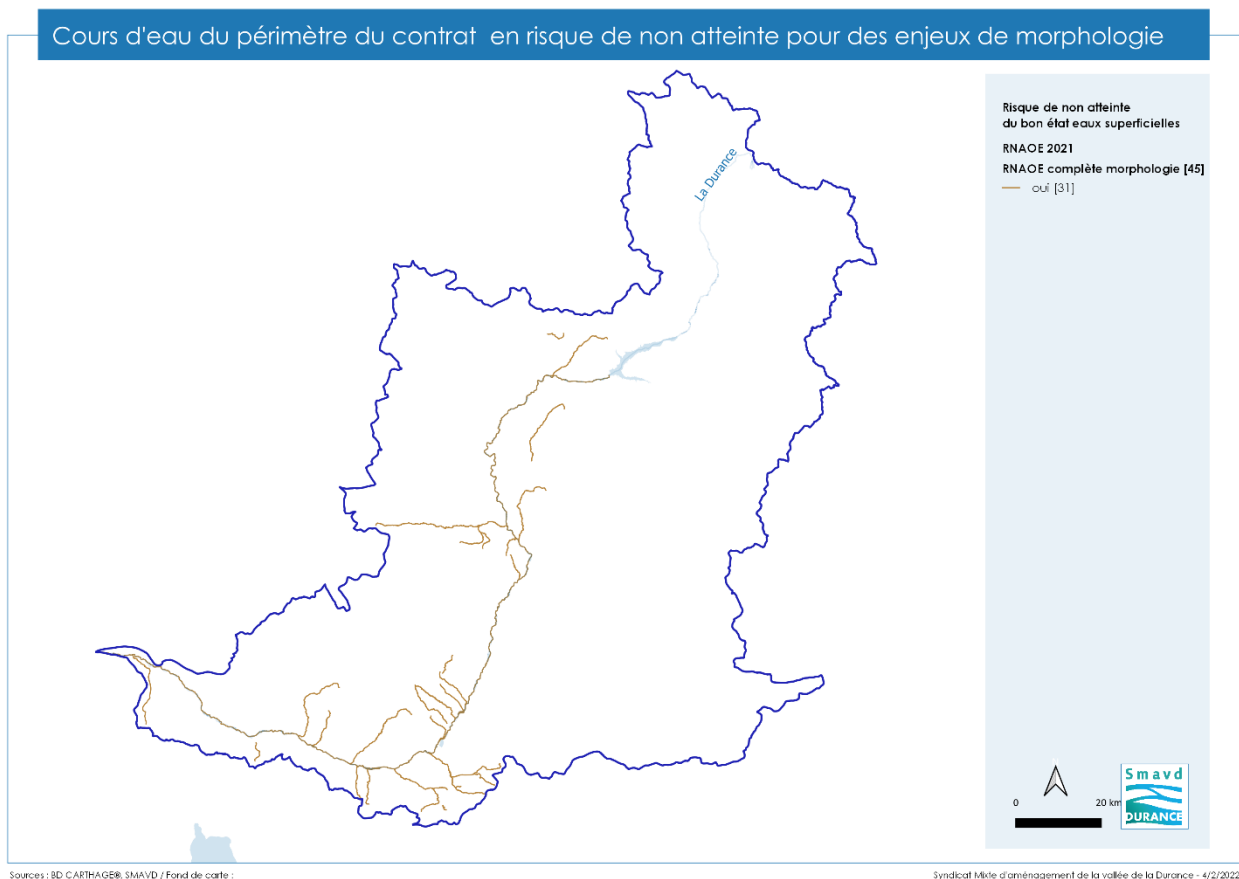 Cours d'eau du périmètre du contrat en risque de non atteinte pour des enjeux de morphologie
La Durance
Risque de non atteinte
du bon état eaux superficielles
RNAOE 2021
RNAOE complète morphologie [45]
oui [31]
0 20 km
Smavd
DURANCE
Sources : BD CARTHAGE®, SMAVD / Fond de carte :
Syndicat Mixte d'aménagement de la vallée de la Durance - 4/2/2022